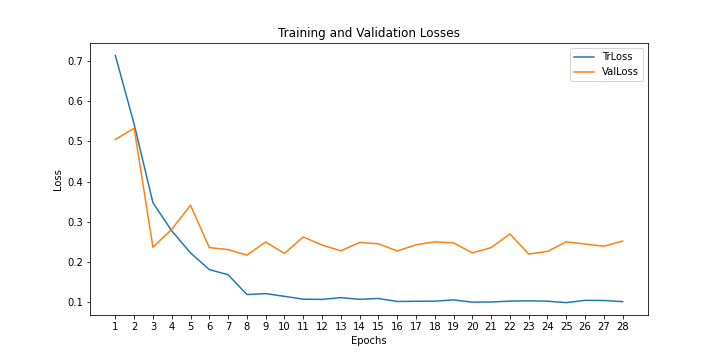 Training and Validation Losses
TrLoss
ValLoss
Loss
0.7
0.6
0.5
0.4
0.3
0.2
0.1
1 2 3 4 5 6 7 8 9 10 11 12 13 14 15 16 17 18 19 20 21 22 23 24 25 26 27 28
Epochs